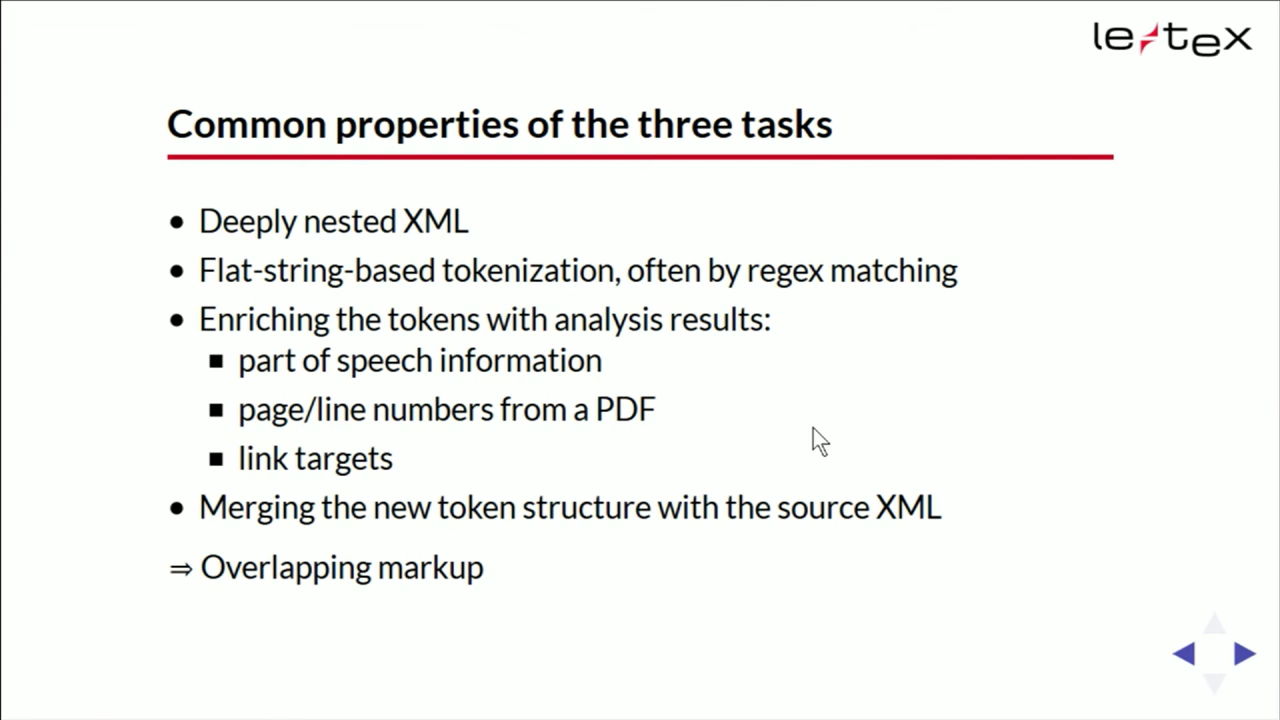 le-tex
Common properties of the three tasks
• Deeply nested XML
• Flat-string-based tokenization, often by regex matching
• Enriching the tokens with analysis results:
▪ part of speech information
▪ page/line numbers from a PDF
▪ link targets
• Merging the new token structure with the source XML
⇒ Overlapping markup